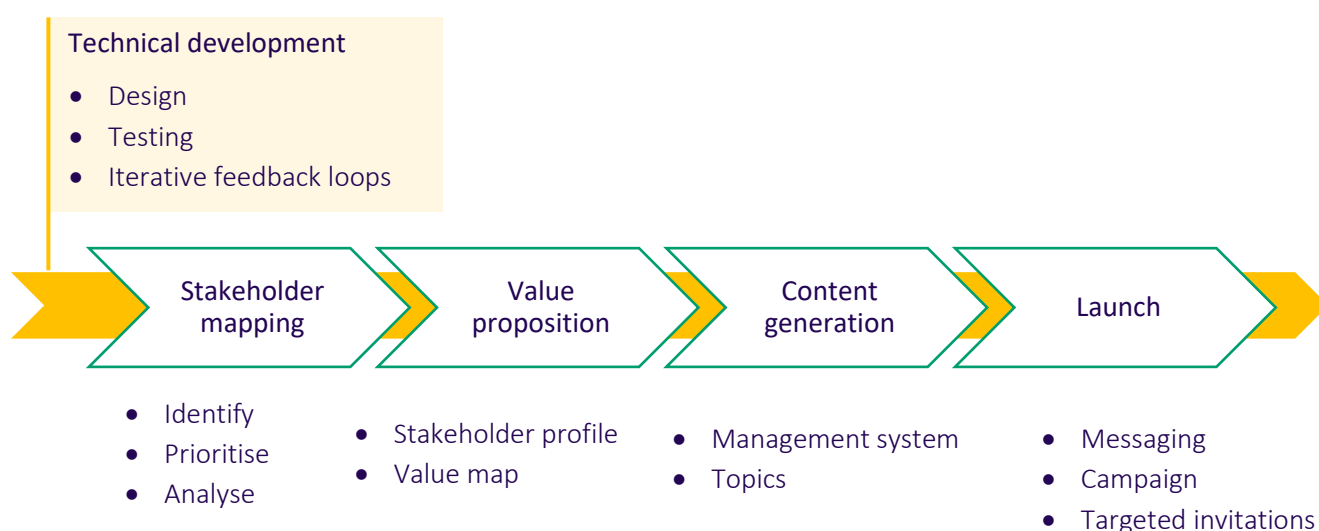 Technical development
• Design
• Testing
• Iterative feedback loops
Stakeholder
mapping
Value
proposition
Content
generation
Launch
• Identify
• Prioritise
• Analyse
• Stakeholder profile
• Value map
• Management system
• Topics
• Messaging
• Campaign
• Targeted invitations